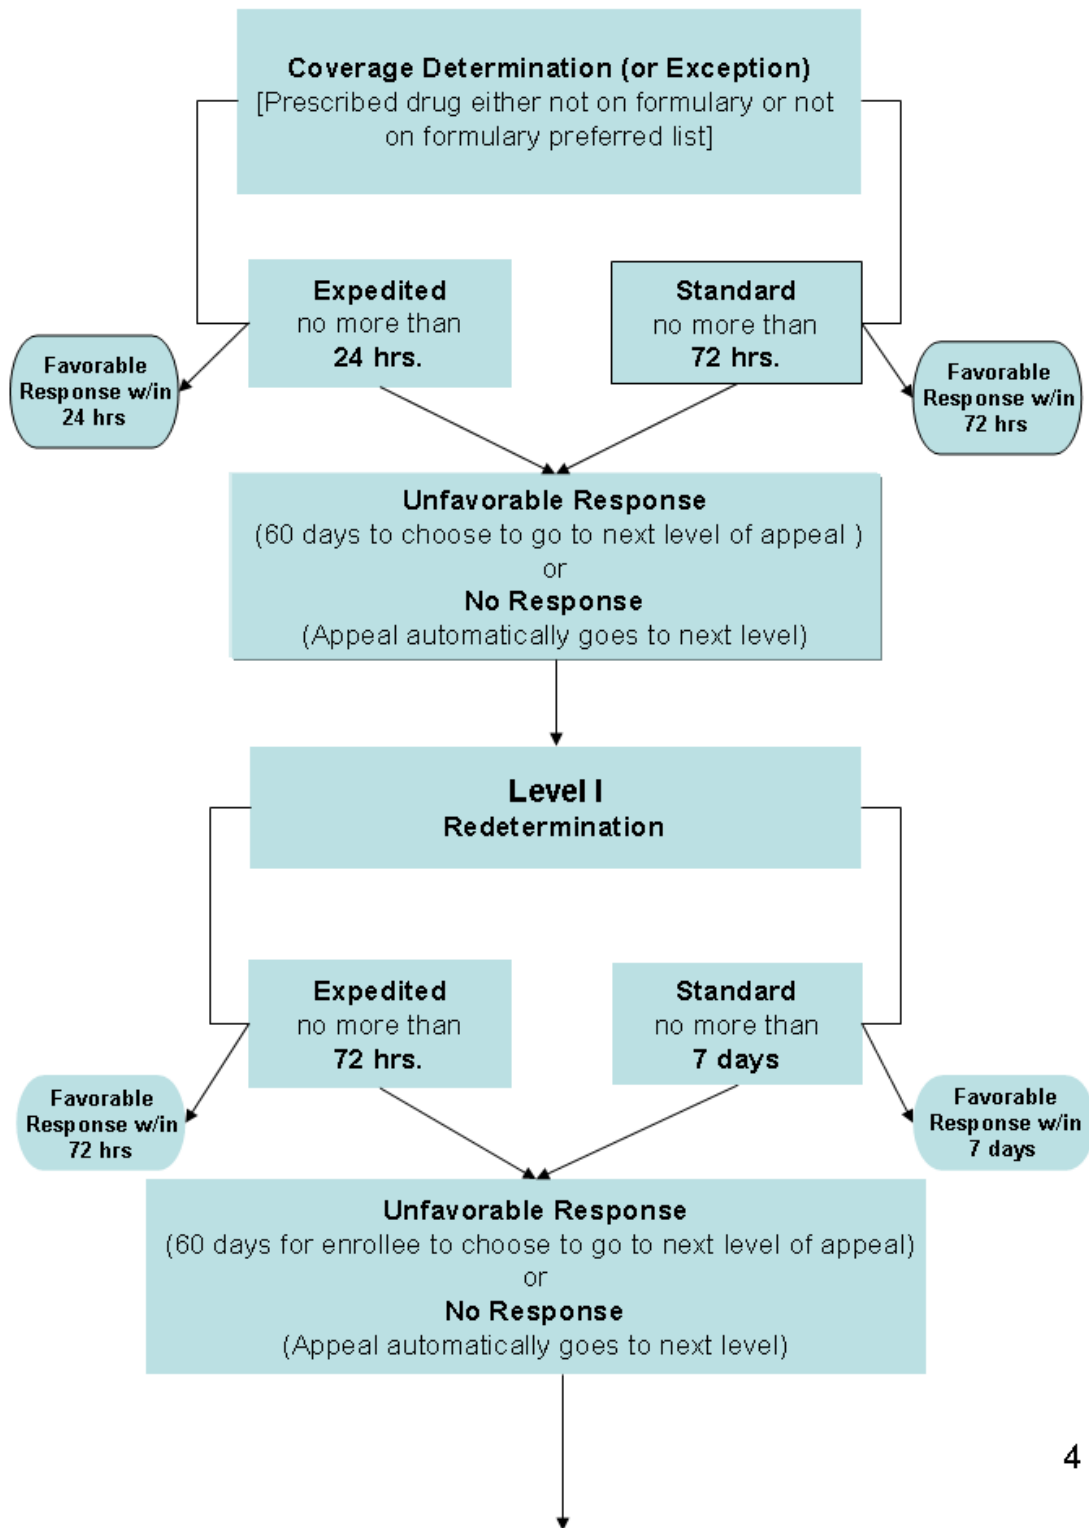 Coverage Determination (or Exception)
[Prescribed drug either not on formulary or not
on formulary preferred list]
Expedited
no more than
24 hrs.
Standard
no more than
72 hrs.
Favorable
Response w/in
24 hrs
Favorable
Response w/in
72 hrs
Unfavorable Response
(60 days to choose to go to next level of appeal )
or
No Response
(Appeal automatically goes to next level)
Level I
Redetermination
Expedited
no more than
72 hrs.
Standard
no more than
7 days
Favorable
Response w/in
72 hrs
Favorable
Response w/in
7 days
Unfavorable Response
(60 days for enrollee to choose to go to next level of appeal)
or
No Response
(Appeal automatically goes to next level)
4